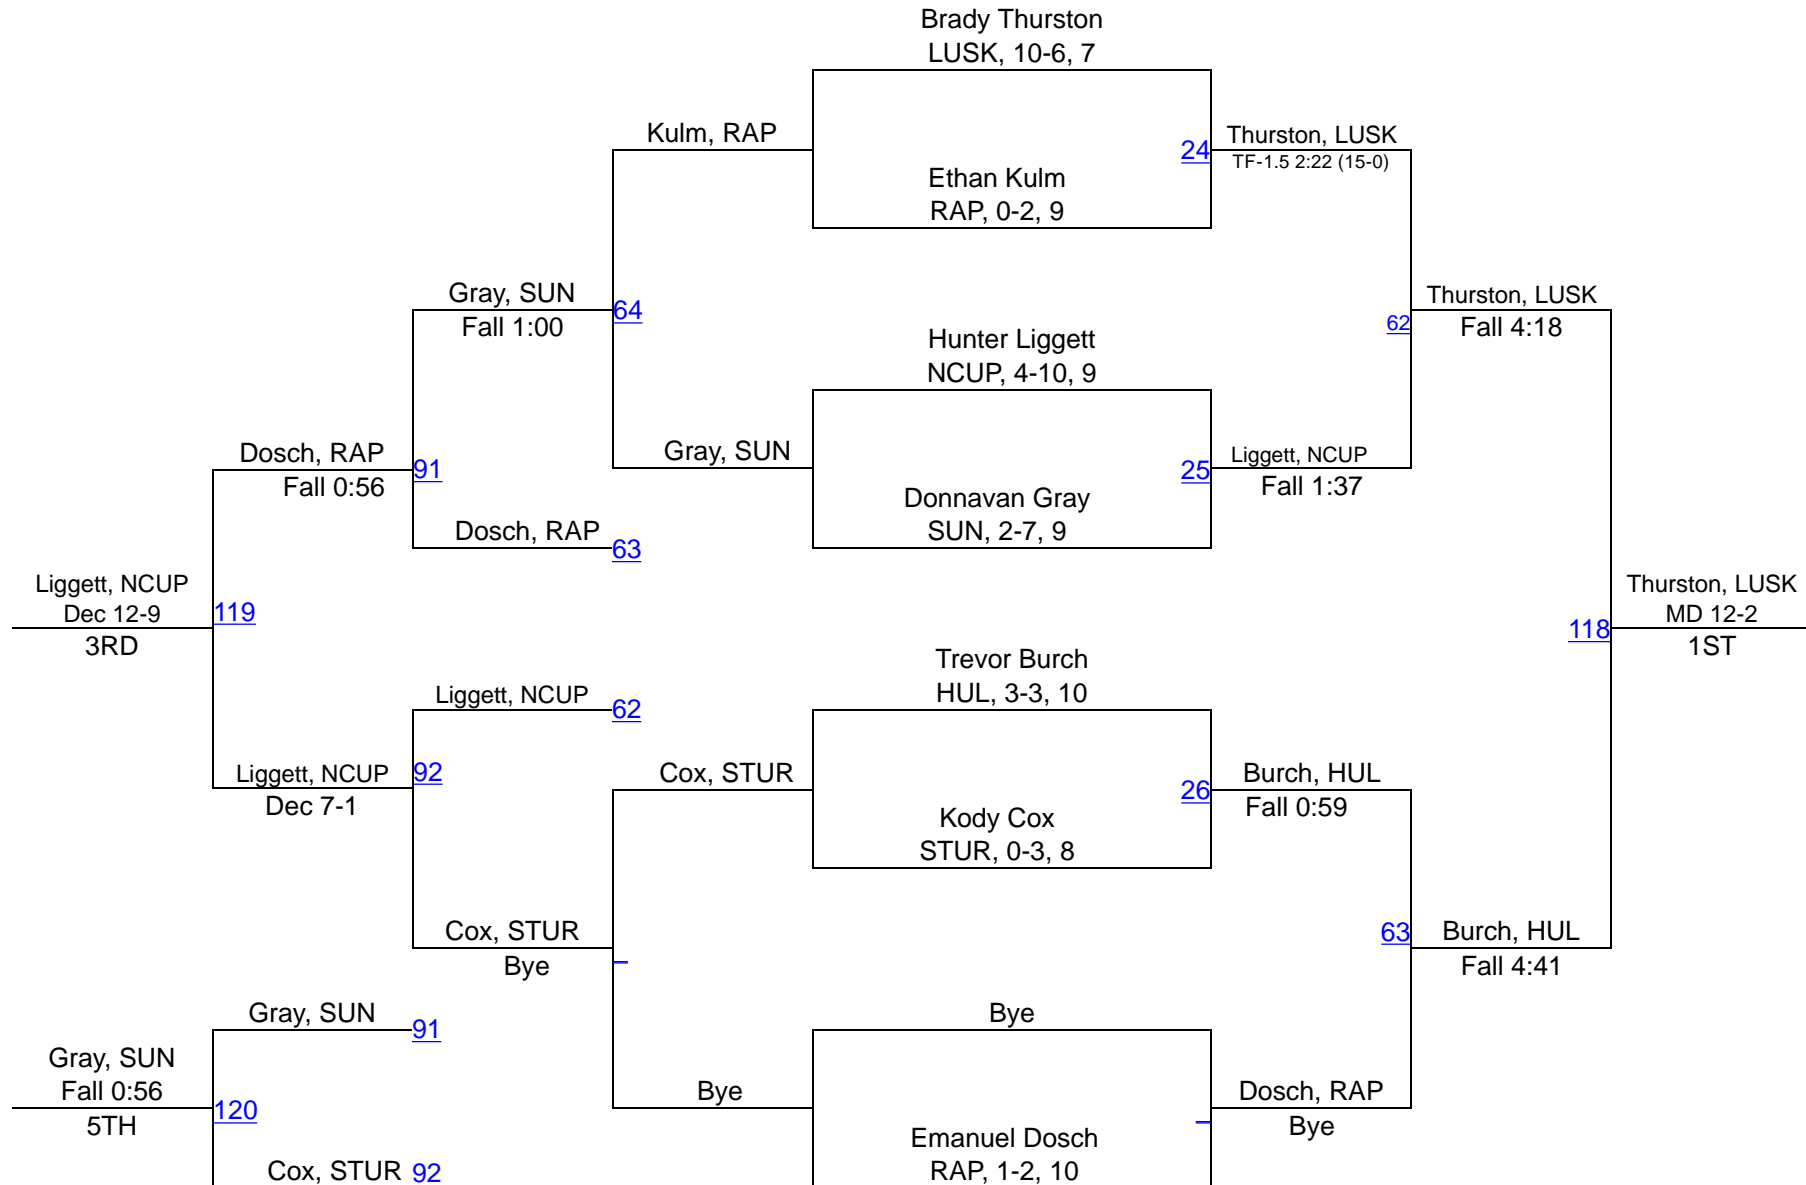 Brady Thurston
LUSK, 10-6, 7
Kulm, RAP
24
Thurston, LUSK
TF-1.5 2:22 (15-0)
Ethan Kulm
RAP, 0-2, 9
Gray, SUN
Fall 1:00
64
Thurston, LUSK
Fall 4:18
62
Hunter Liggett
NCUP, 4-10, 9
Dosch, RAP
Fall 0:56
91
Gray, SUN
25
Liggett, NCUP
Fall 1:37
Donnavan Gray
SUN, 2-7, 9
Dosch, RAP
63
Liggett, NCUP
Dec 12-9
3RD
119
118
Thurston, LUSK
MD 12-2
1ST
Trevor Burch
HUL, 3-3, 10
Liggett, NCUP
62
Liggett, NCUP
Dec 7-1
92
Cox, STUR
26
Burch, HUL
Fall 0:59
Kody Cox
STUR, 0-3, 8
Cox, STUR
Bye
63
Burch, HUL
Fall 4:41
Gray, SUN
91
Bye
Gray, SUN
Fall 0:56
5TH
120
Bye
Dosch, RAP
Bye
Emanuel Dosch
RAP, 1-2, 10
Cox, STUR
92